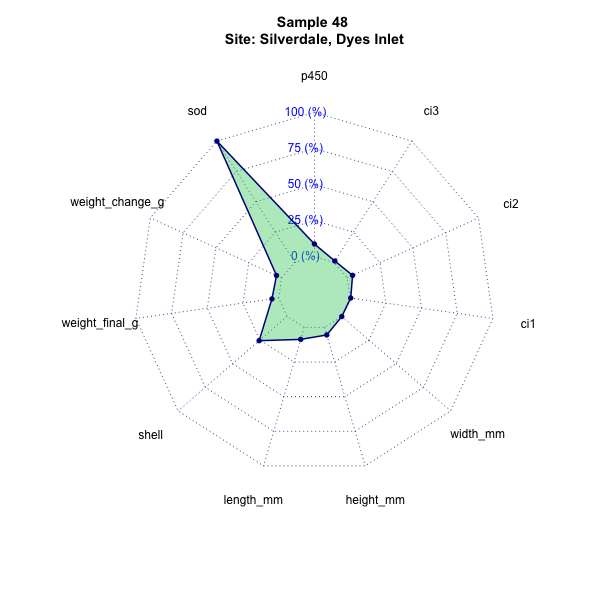 Sample 48
Site: Silverdale, Dyes Inlet
p450
sod
ci3
100 (%)
75 (%)
weight_change_g
ci2
50 (%)
25 (%)
0 (%)
weight_final_g
ci1
shell
width_mm
length_mm
height_mm